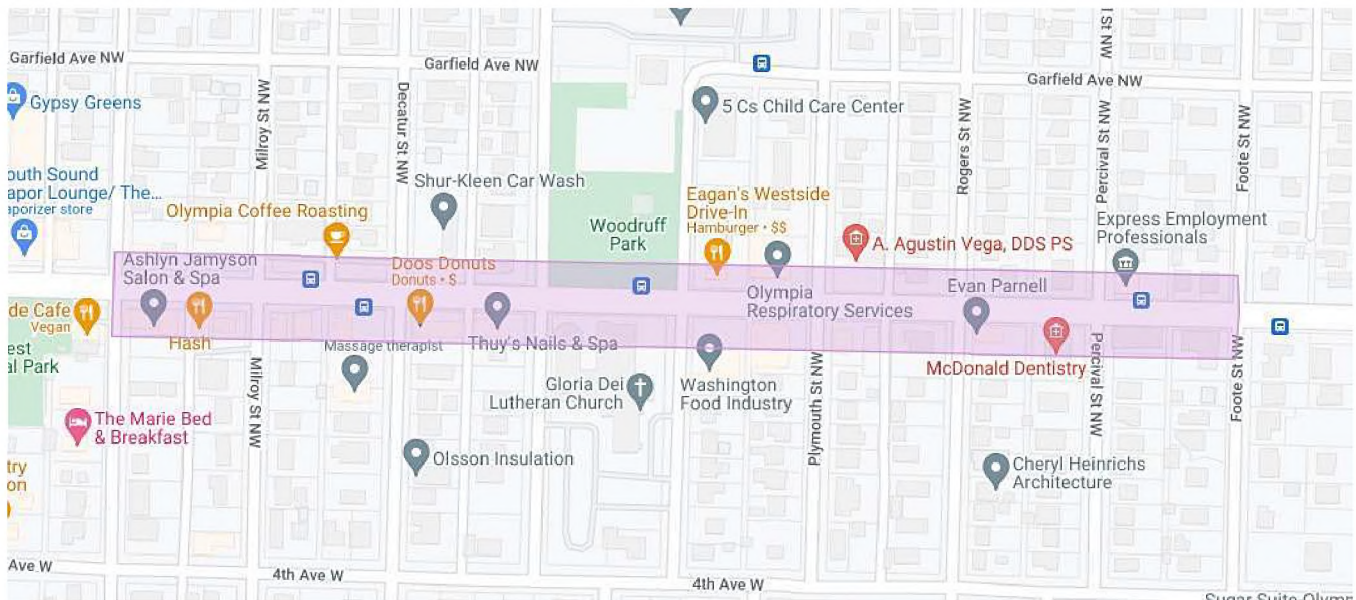 Garfield Ave NW
Garfield Ave NW
Garfield Ave NW
Milroy St NW
Decatur St NW
Rogers St NW
Percival St NW
l St NW
Foote St NW
Gypsy Greens
5 Cs Child Care Center
outh Sound
apor Lounge/ The...
aporizer store
Shur-Kleen Car Wash
Olympia Coffee Roasting
Woodruff
Park
Eagan's Westside
Drive-In
Hamburger • $$
A. Agustin Vega, DDS PS
Express Employment
Professionals
Ashlyn Jamyson
Salon & Spa
Doos Donuts
Donuts • $
Olympia
Respiratory Services
Evan Parnell
de Cafe
Vegan
Hash
Massage therapist
Thuy's Nails & Spa
est
al Park
Gloria Dei
Lutheran Church
Washington
Food Industry
McDonald Dentistry
Milroy St NW
Plymouth St NW
Percival St NW
Foote St NW
The Marie Bed
& Breakfast
Olsson Insulation
Cheryl Heinrichs
Architecture
try
on
Ave W
4th Ave W
4th Ave W